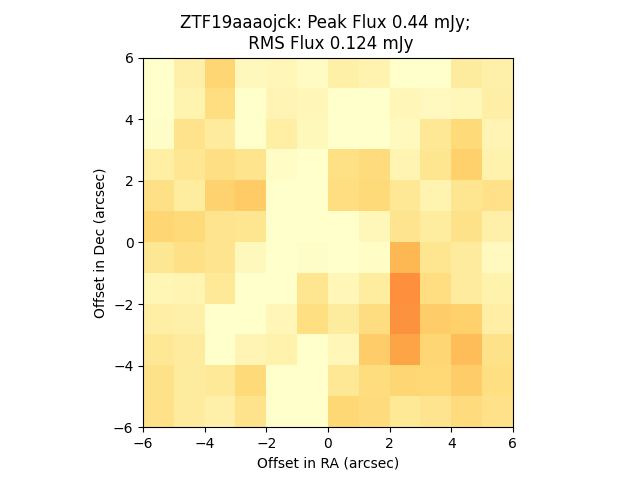 ZTF19aaaojck: Peak Flux 0.44 mJy;
RMS Flux 0.124 mJy
6
4
2
0
−2
−4
−6
Offset in Dec (arcsec)
−6 −4 −2 0 2 4 6
Offset in RA (arcsec)